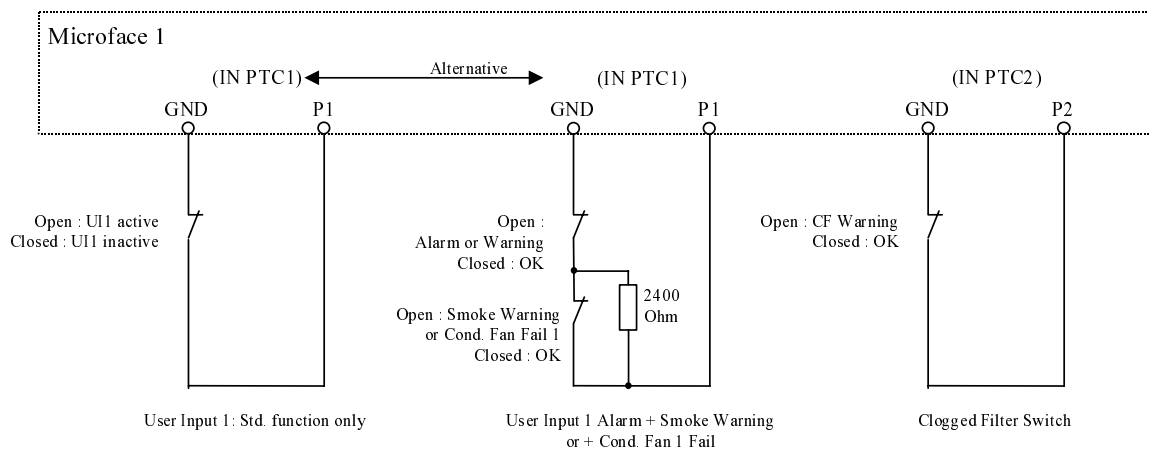 Microface 1
(IN PTC1)
Alternative
(IN PTC1)
(IN PTC2)
GND
P1
GND
P1
GND
P2
Open : UI1 active
Closed : UI1 inactive
Open :
Alarm or Warning
Closed : OK
Open : CF Warning
Closed : OK
Open : Smoke Warning
or Cond. Fan Fail 1
Closed : OK
2400
Ohm
User Input 1: Std. function only
User Input 1 Alarm + Smoke Warning
or + Cond. Fan 1 Fail
Clogged Filter Switch